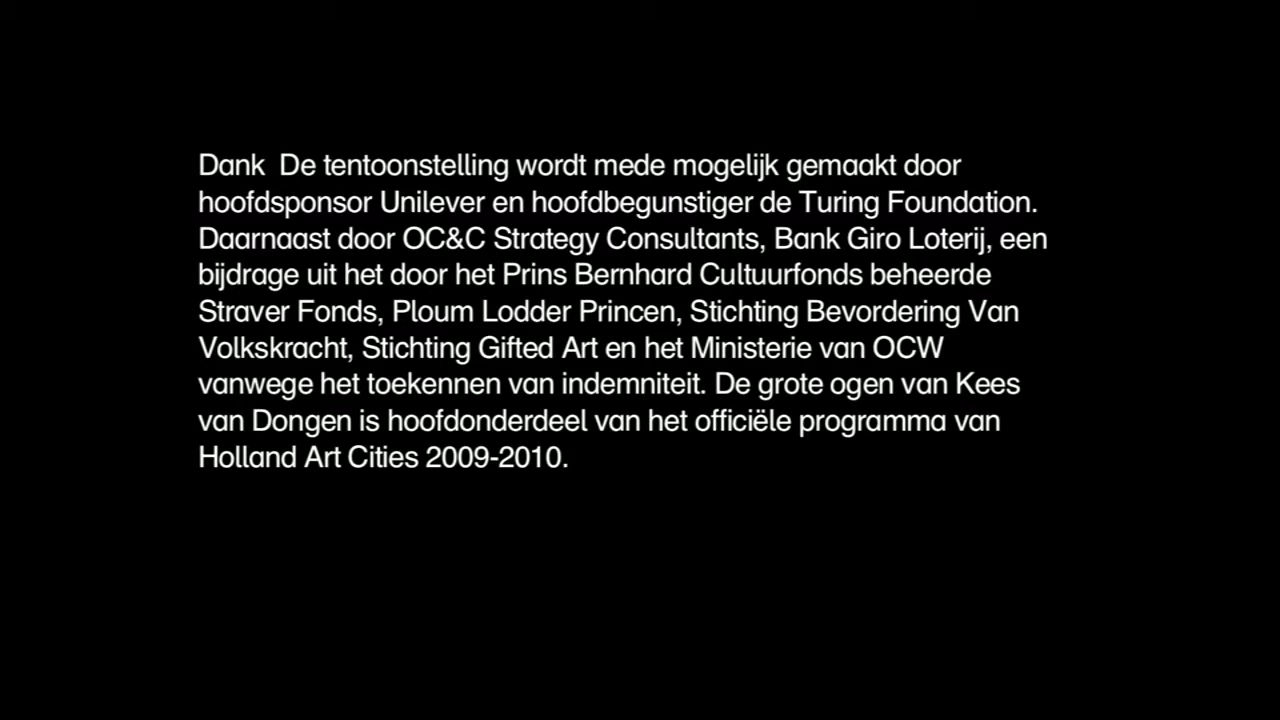 Dank  De tentoonstelling wordt mede mogelijk gemaakt door
hoofdsponsor Unilever en hoofdbegunstiger de Turing Foundation.
Daarnaast door OC&C Strategy Consultants, Bank Giro Loterij, een
bijdrage uit het door het Prins Bernhard Cultuurfonds beheerde
Straver Fonds, Ploum Lodder Princen, Stichting Bevordering Van
Volkskracht, Stichting Gifted Art en het Ministerie van OCW
vanwege het toekennen van indemniteit. De grote ogen van Kees
van Dongen is hoofdonderdeel van het officiële programma van
Holland Art Cities 2009-2010.